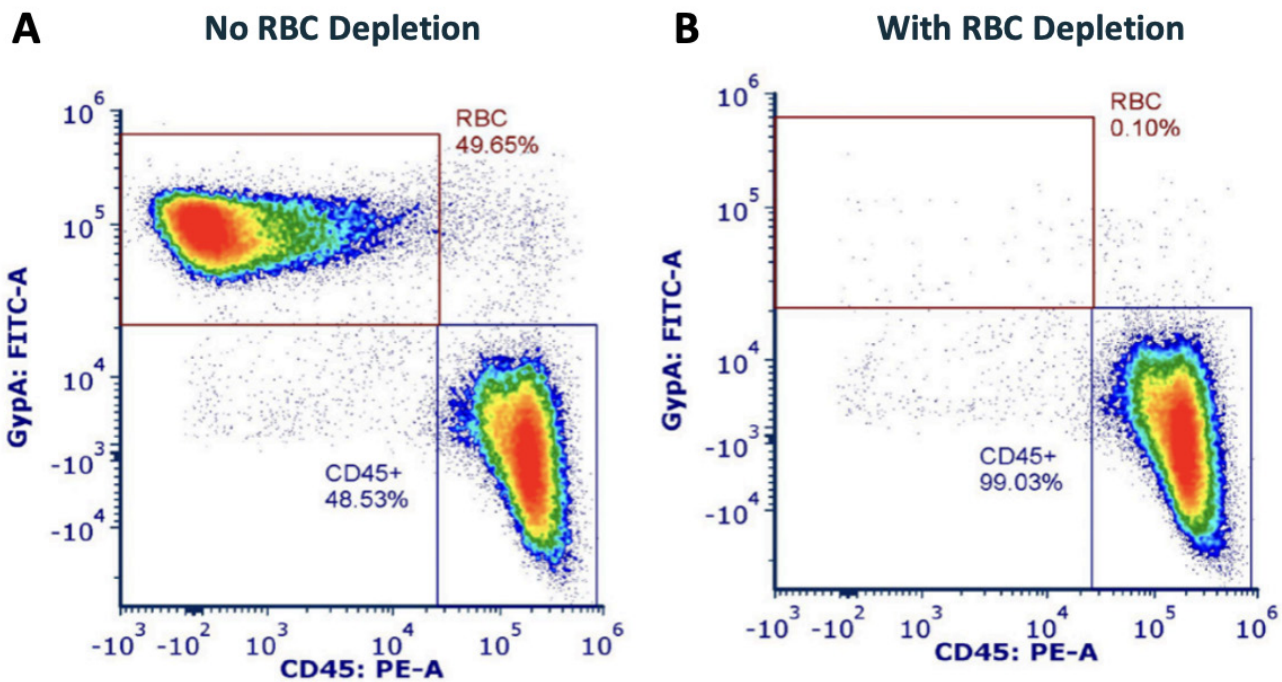 A
No RBC Depletion
10^6
10^5
10^4
-10^3
-10^4
GypA: FITC-A
RBC
49.65%
CD45+
48.53%
-10^3 -10^2 10^3 10^4 10^5 10^6
CD45: PE-A
B
With RBC Depletion
10^6
10^5
10^4
-10^3
-10^4
GypA: FITC-A
RBC
0.10%
CD45+
99.03%
-10^3 -10^2 10^3 10^4 10^5 10^6
CD45: PE-A